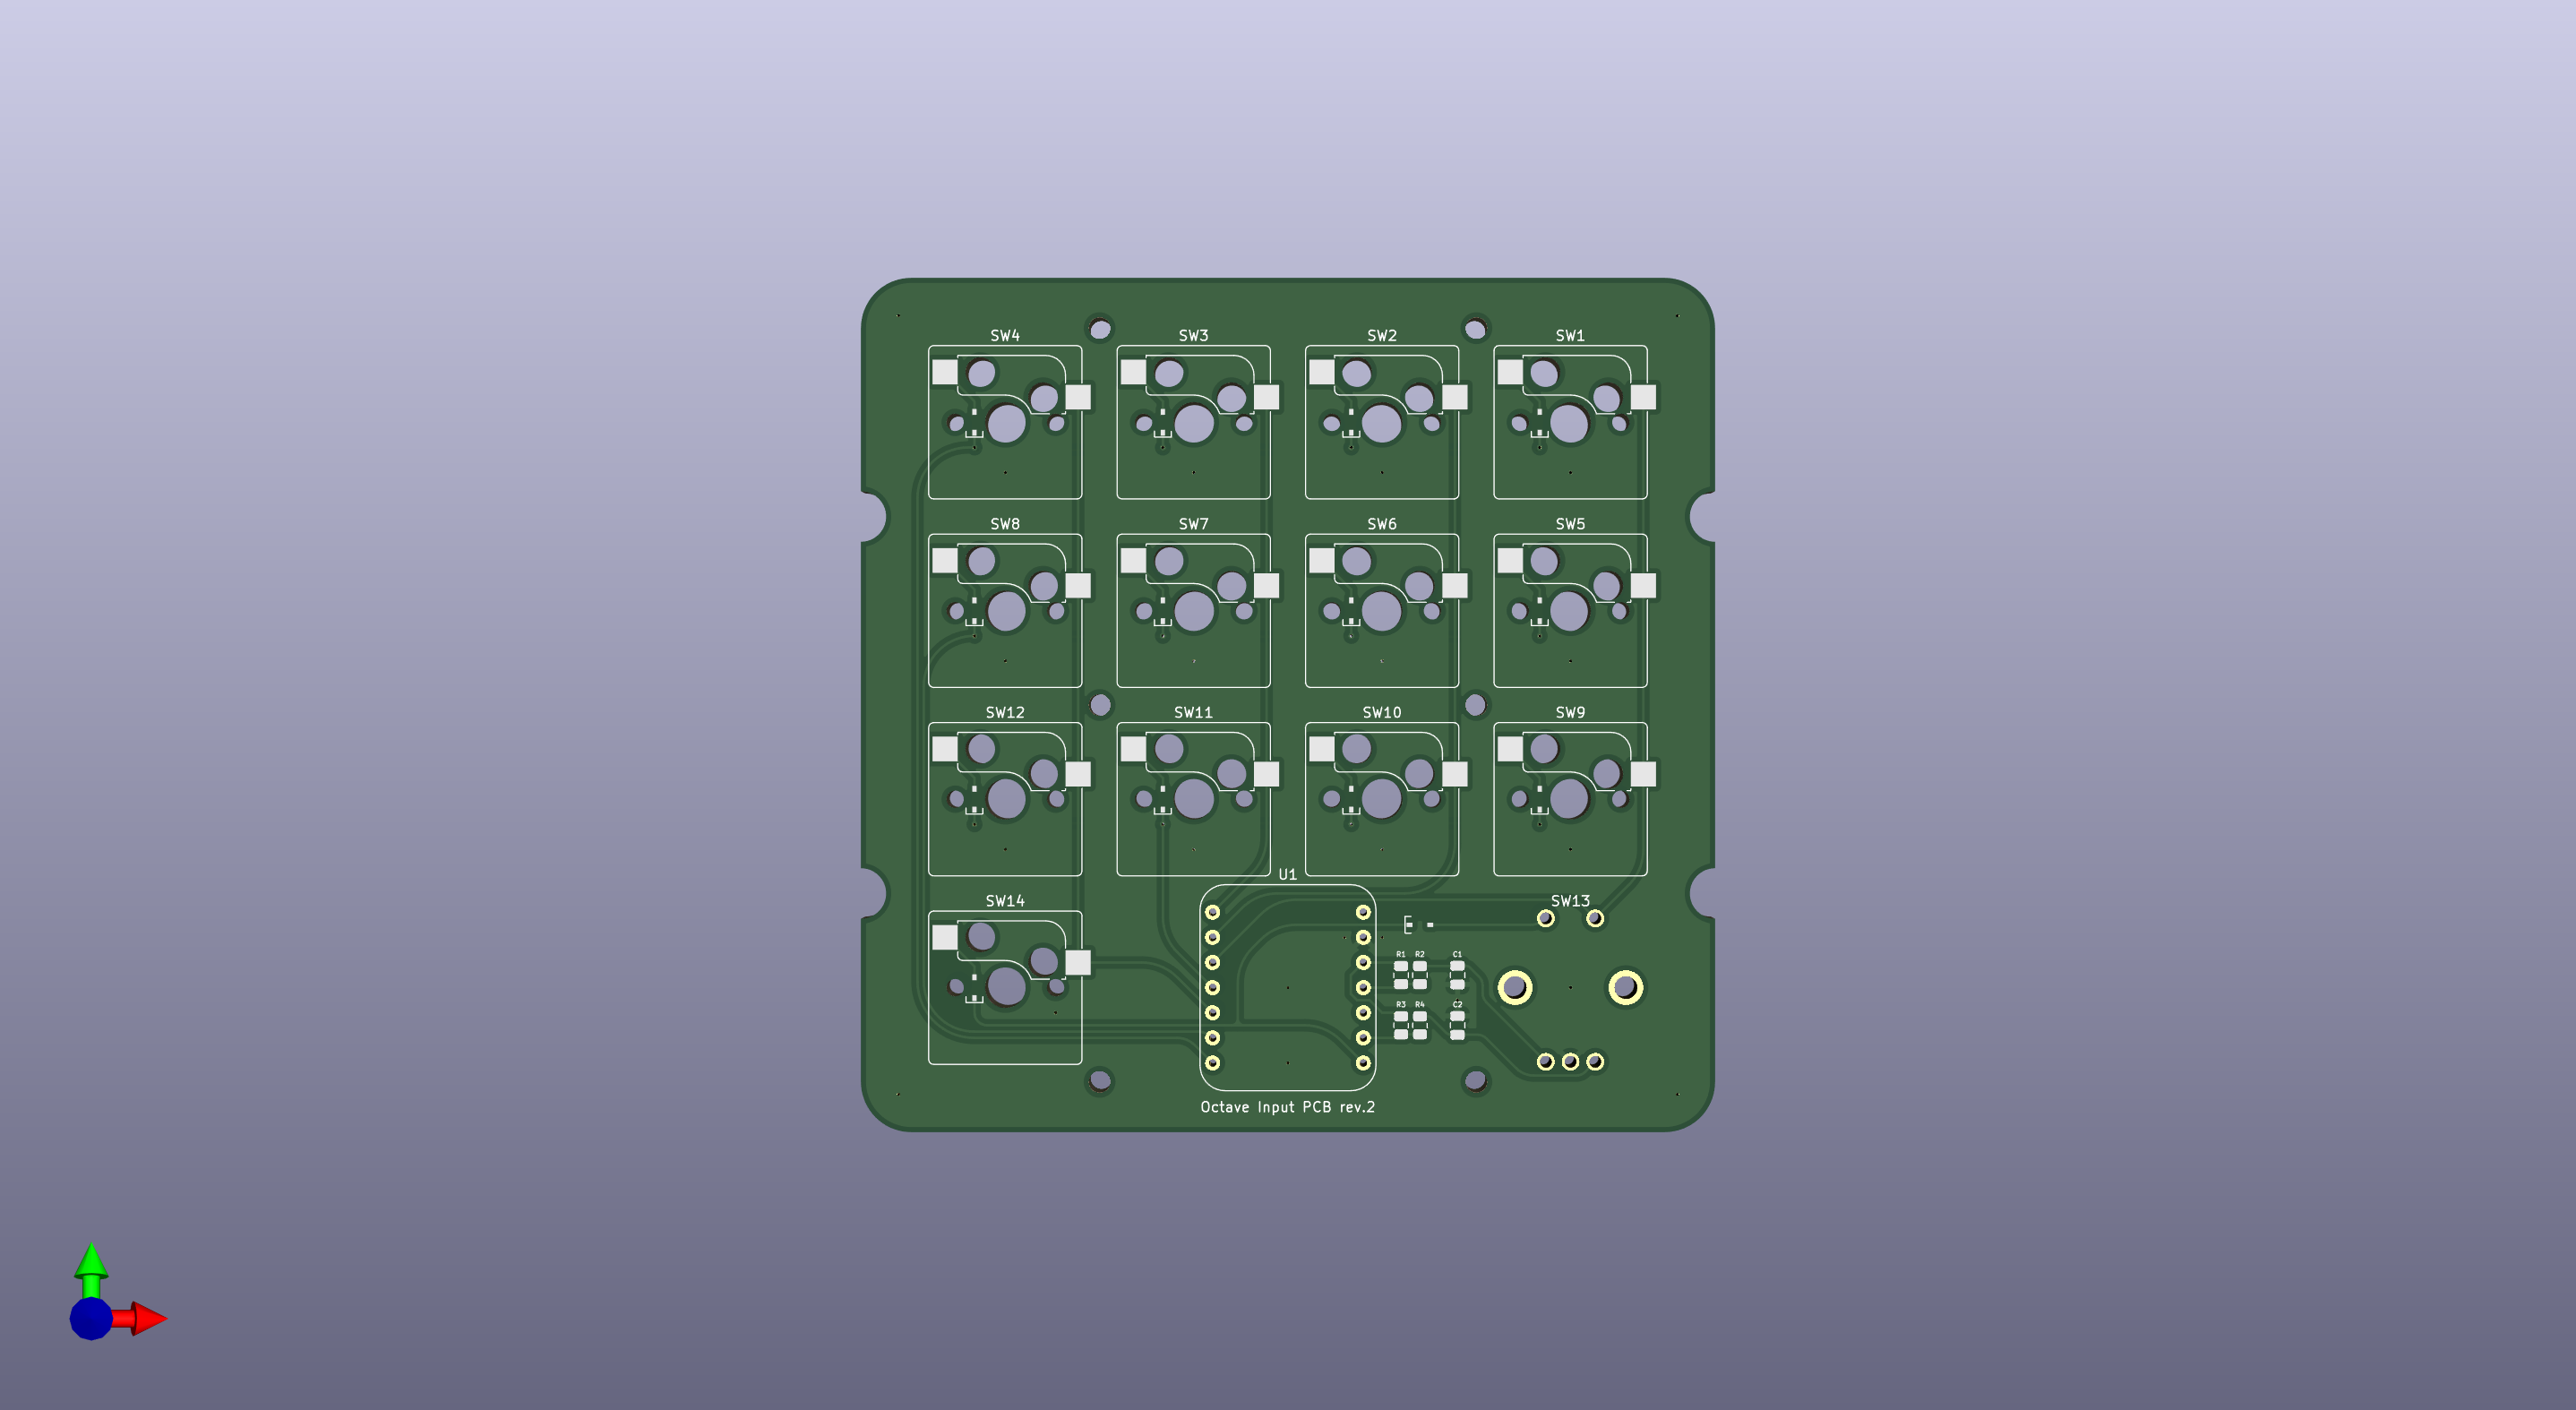 SW4 SW3 SW2 SW1
SW8 SW7 SW6 SW5
SW12 SW11 SW10 SW9
U1
SW14 SW13
R1 R2 C1
R3 R4 C2
Octave Input PCB rev.2